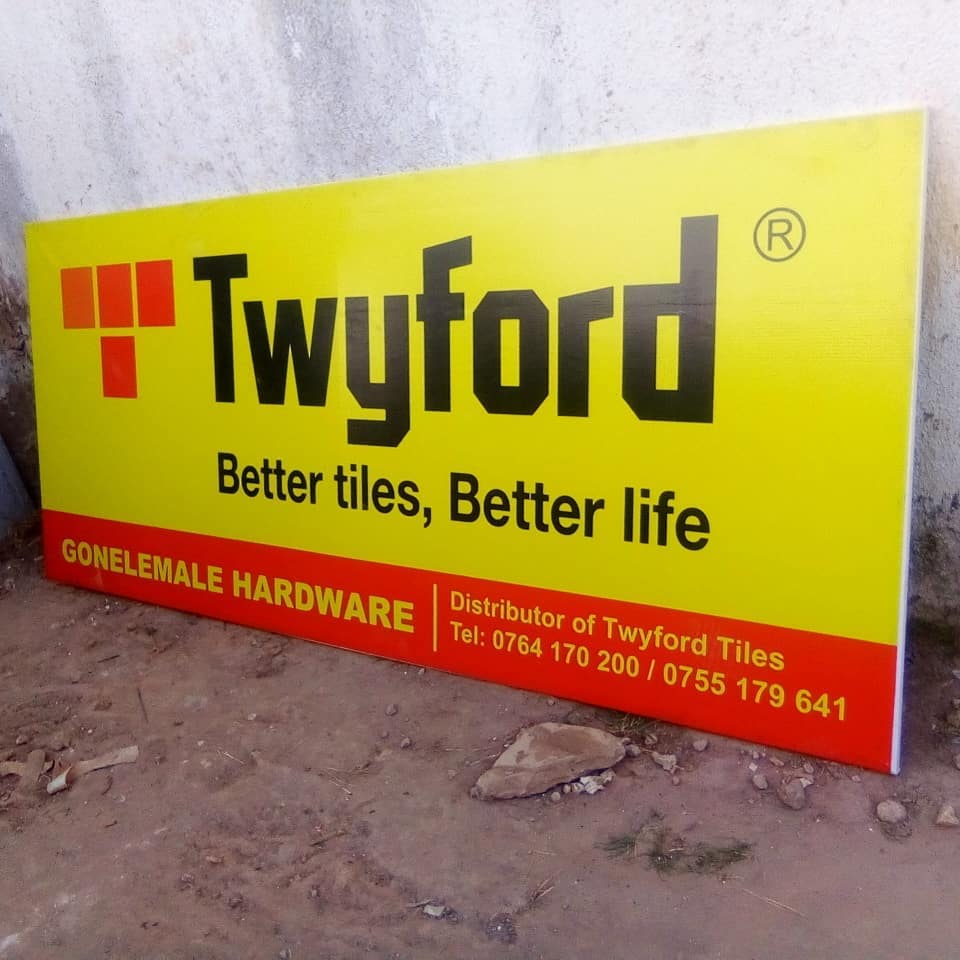 Twyford ®
Better tiles, Better life
GONELEMALE HARDWARE
Distributor of Twyford Tiles
Tel: 0764 170 200 / 0755 179 641